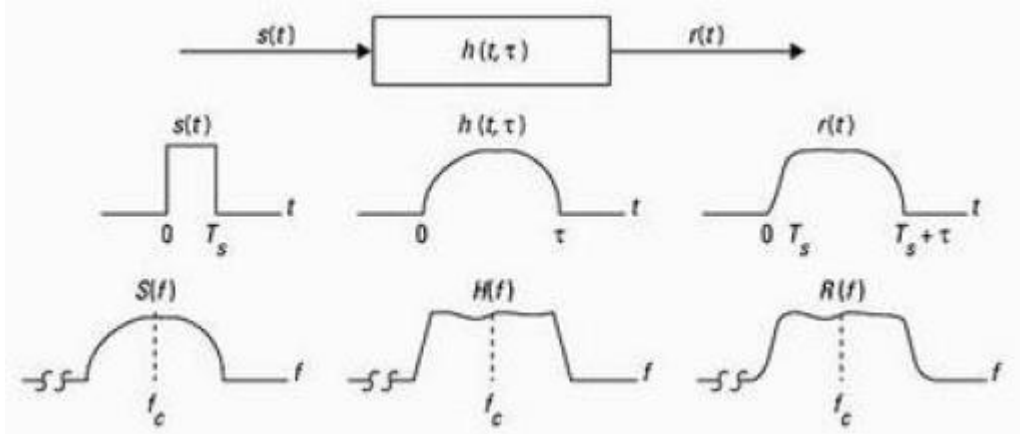 s(t) h(t,τ) r(t)
s(t) h(t,τ) r(t)
t t t
0 T_s 0 τ 0 T_s T_s + τ
S(f) H(f) R(f)
f f f
f_c f_c f_c